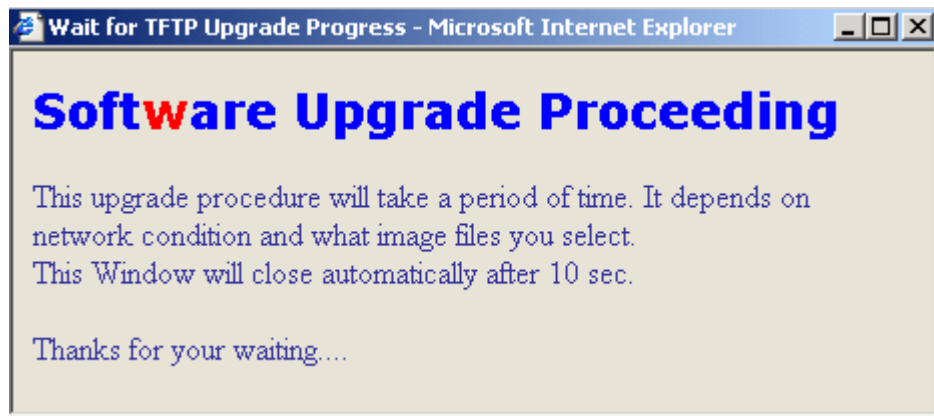 Wait for TFTP Upgrade Progress - Microsoft Internet Explorer
Software Upgrade Proceeding
This upgrade procedure will take a period of time. It depends on
network condition and what image files you select.
This Window will close automatically after 10 sec.
Thanks for your waiting....